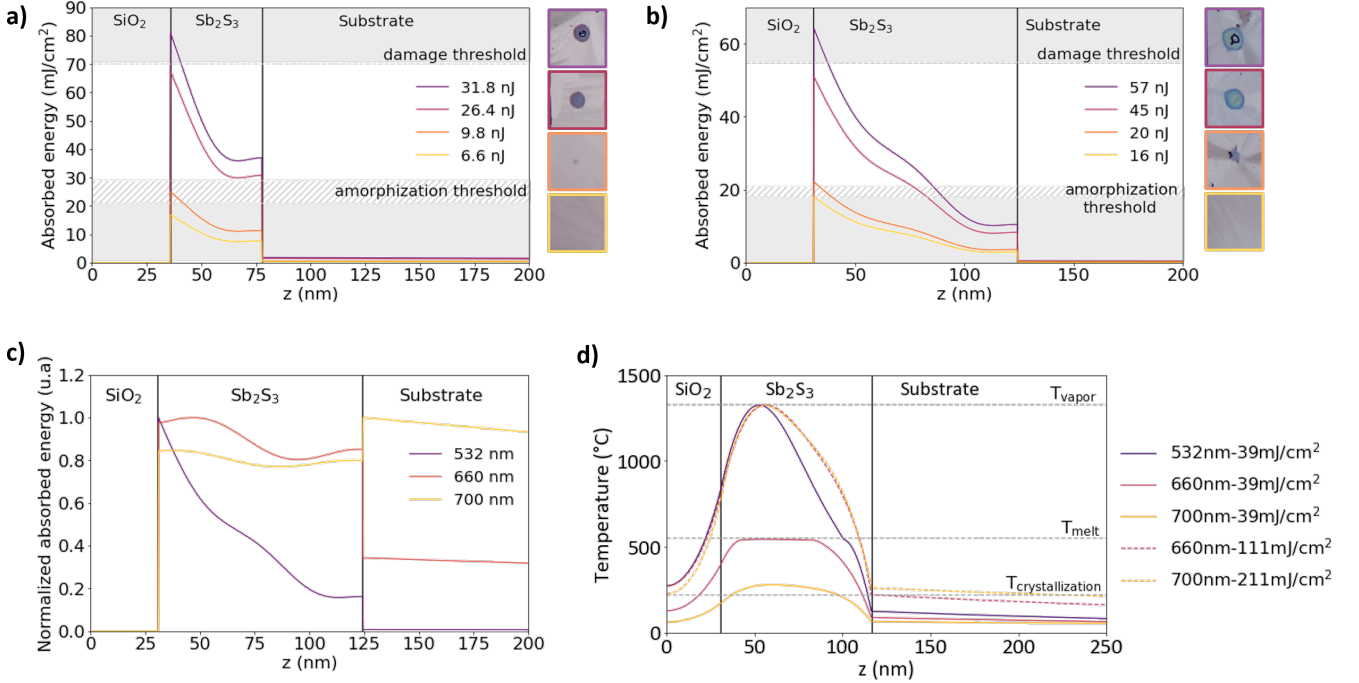 a)
SiO₂
Sb₂S₃
Substrate
damage threshold
31.8 nJ
26.4 nJ
9.8 nJ
6.6 nJ
amorphization threshold
Absorbed energy (mJ/cm²)
90
80
70
60
50
40
30
20
10
0
0 25 50 75 100 125 150 175 200
z (nm)
b)
SiO₂
Sb₂S₃
Substrate
damage threshold
57 nJ
45 nJ
20 nJ
16 nJ
amorphization
threshold
Absorbed energy (mJ/cm²)
60
40
20
0
0 50 100 150 200
z (nm)
c)
SiO₂
Sb₂S₃
Substrate
532 nm
660 nm
700 nm
Normalized absorbed energy (u.a)
1.2
1.0
0.8
0.6
0.4
0.2
0.0
0 25 50 75 100 125 150 175 200
z (nm)
d)
SiO₂
Sb₂S₃
Substrate
Tvapor
Tmelt
Tcrystallization
Temperature (°C)
1500
1000
500
0
0 50 100 150 200 250
z (nm)
532nm-39mJ/cm²
660nm-39mJ/cm²
700nm-39mJ/cm²
660nm-111mJ/cm²
700nm-211mJ/cm²